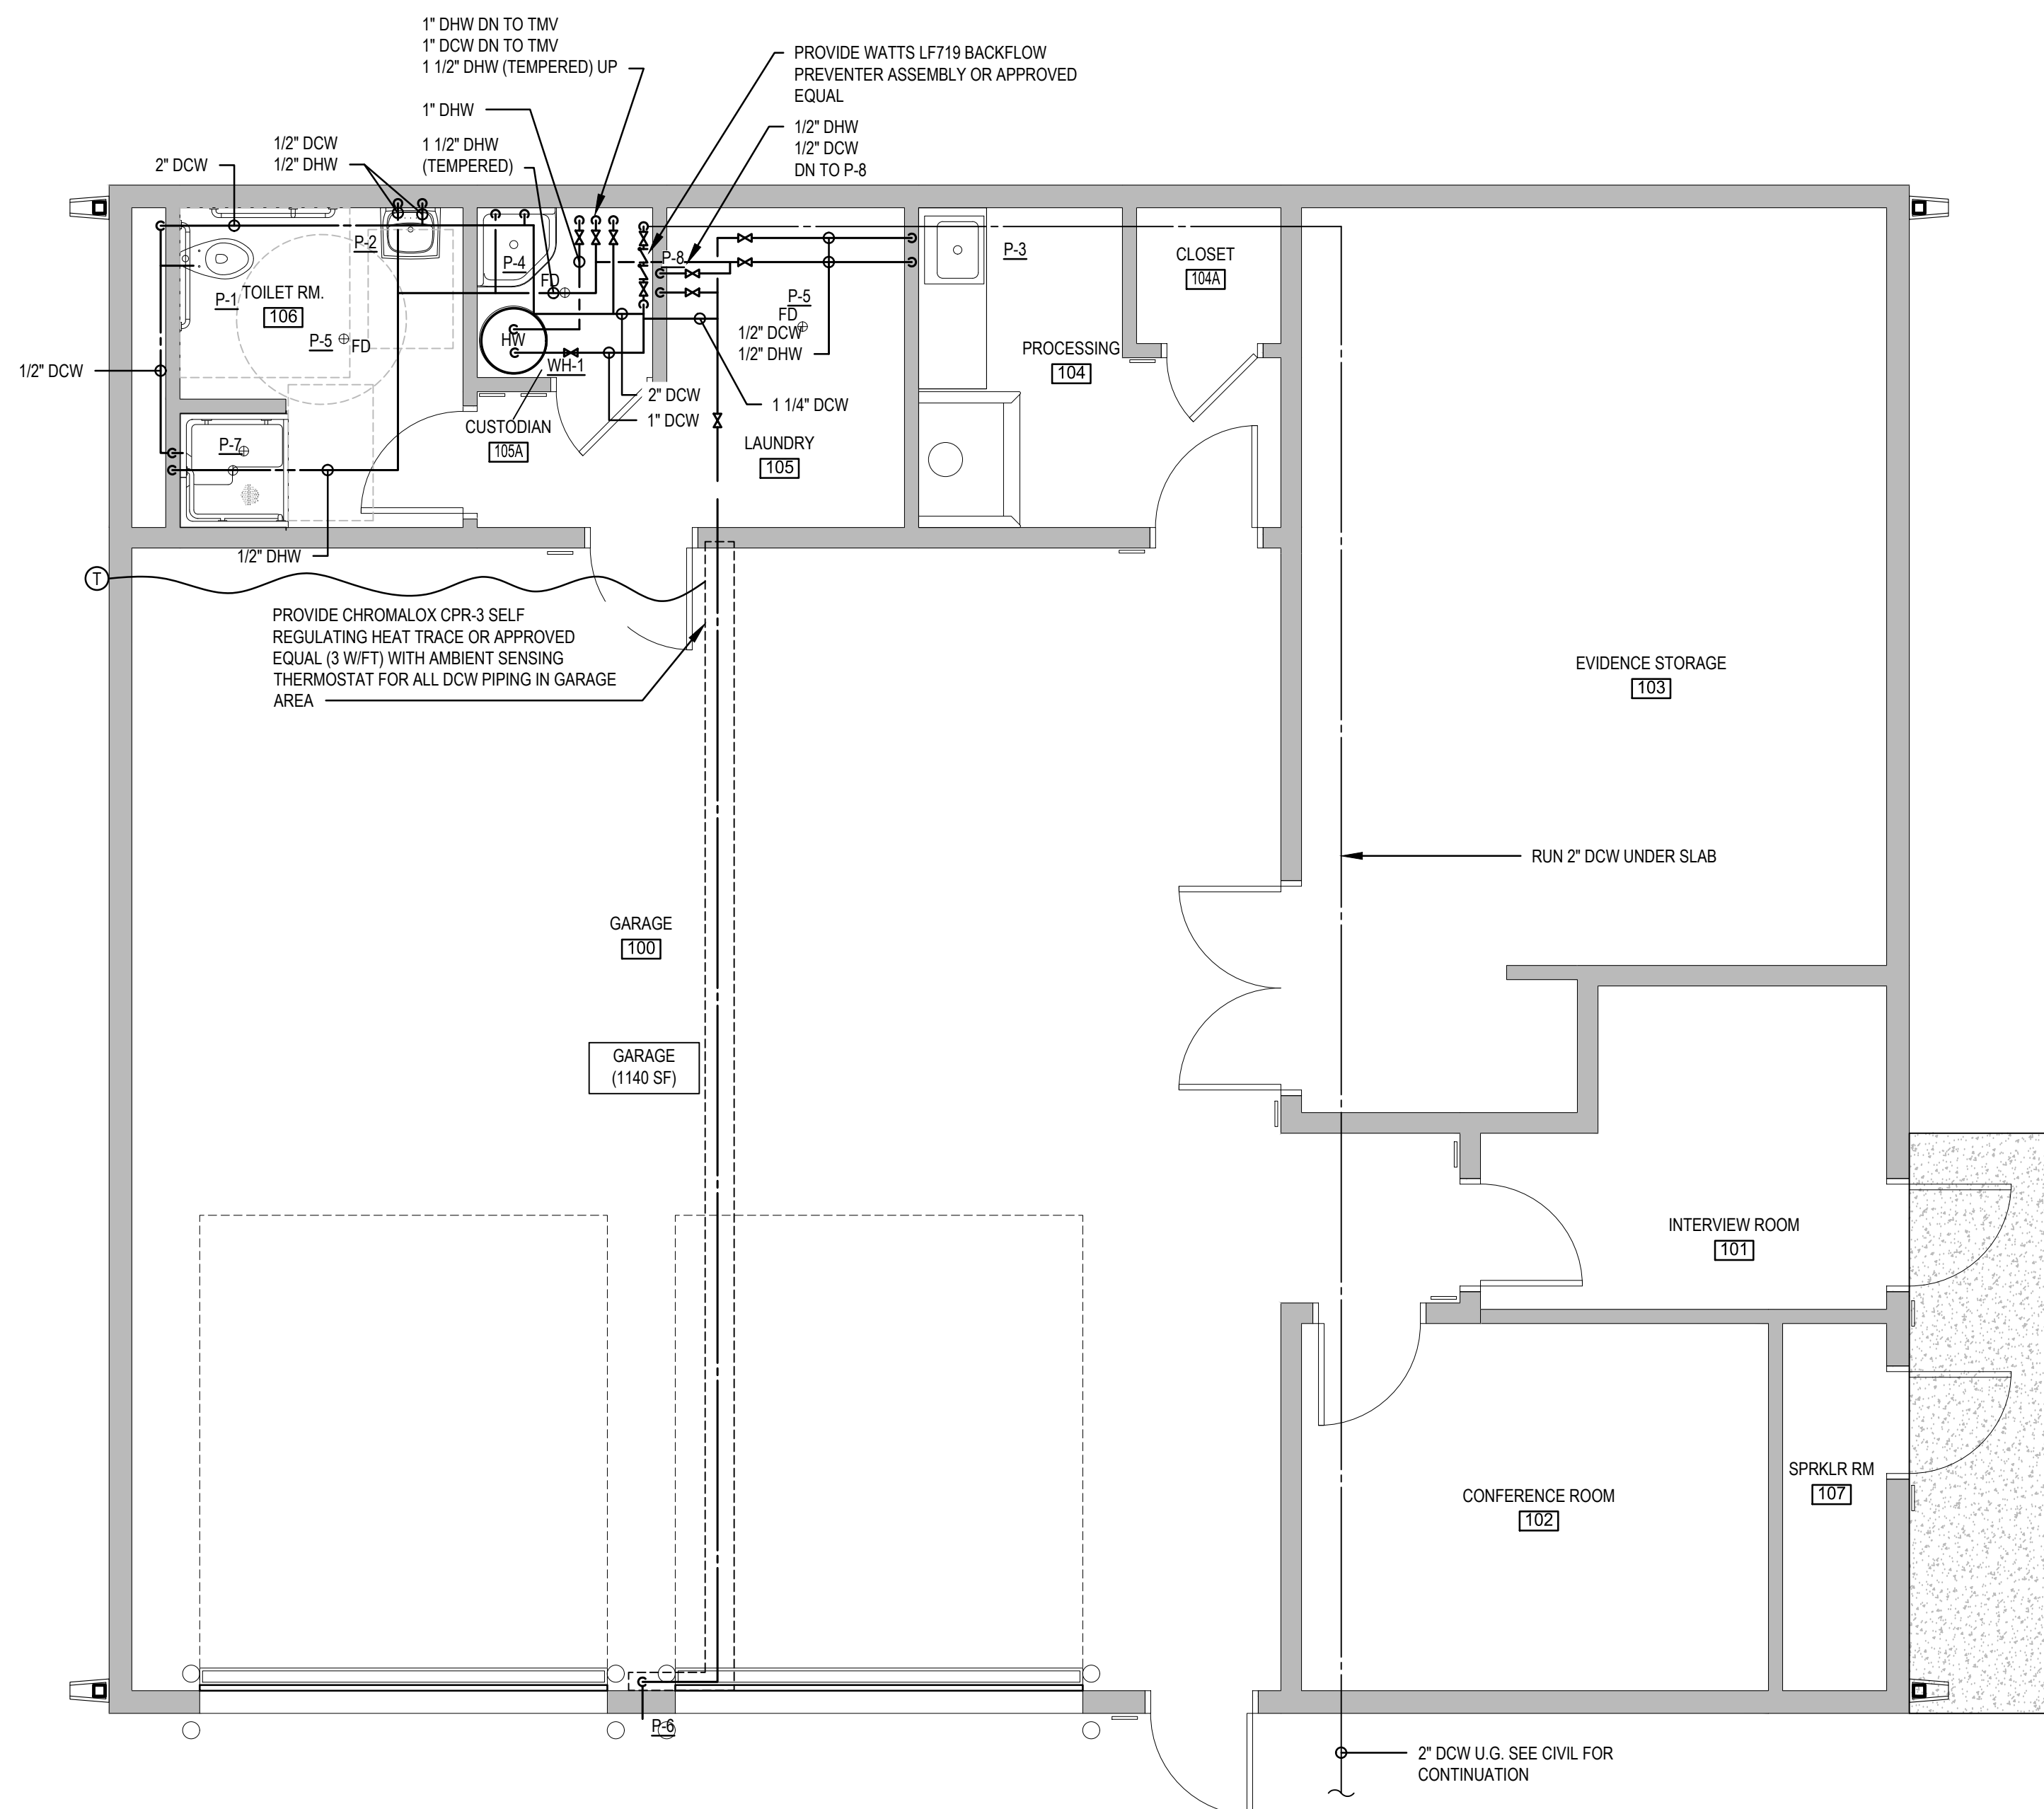 1" DHW DN TO TMV
1" DCW DN TO TMV
1 1/2" DHW (TEMPERED) UP
PROVIDE WATTS LF719 BACKFLOW
PREVENTER ASSEMBLY OR APPROVED
EQUAL
1" DHW
1/2" DHW
1/2" DCW
DN TO P-8
1/2" DCW
1/2" DHW
1 1/2" DHW
(TEMPERED)
2" DCW
P-2
P-4
P-8
P-3
CLOSET
104A
P-1
TOILET RM.
106
FD
P-5
FD
P-5
FD
HW
WH-1
1/2" DCW
1/2" DHW
PROCESSING
104
1/2" DCW
2" DCW
1" DCW
1 1/4" DCW
CUSTODIAN
105A
LAUNDRY
105
P-7
1/2" DHW
T
PROVIDE CHROMALOX CPR-3 SELF
REGULATING HEAT TRACE OR APPROVED
EQUAL (3 W/FT) WITH AMBIENT SENSING
THERMOSTAT FOR ALL DCW PIPING IN GARAGE
AREA
EVIDENCE STORAGE
103
RUN 2" DCW UNDER SLAB
GARAGE
100
GARAGE
(1140 SF)
INTERVIEW ROOM
101
CONFERENCE ROOM
102
SPRKLR RM
107
P-6
2" DCW U.G. SEE CIVIL FOR
CONTINUATION